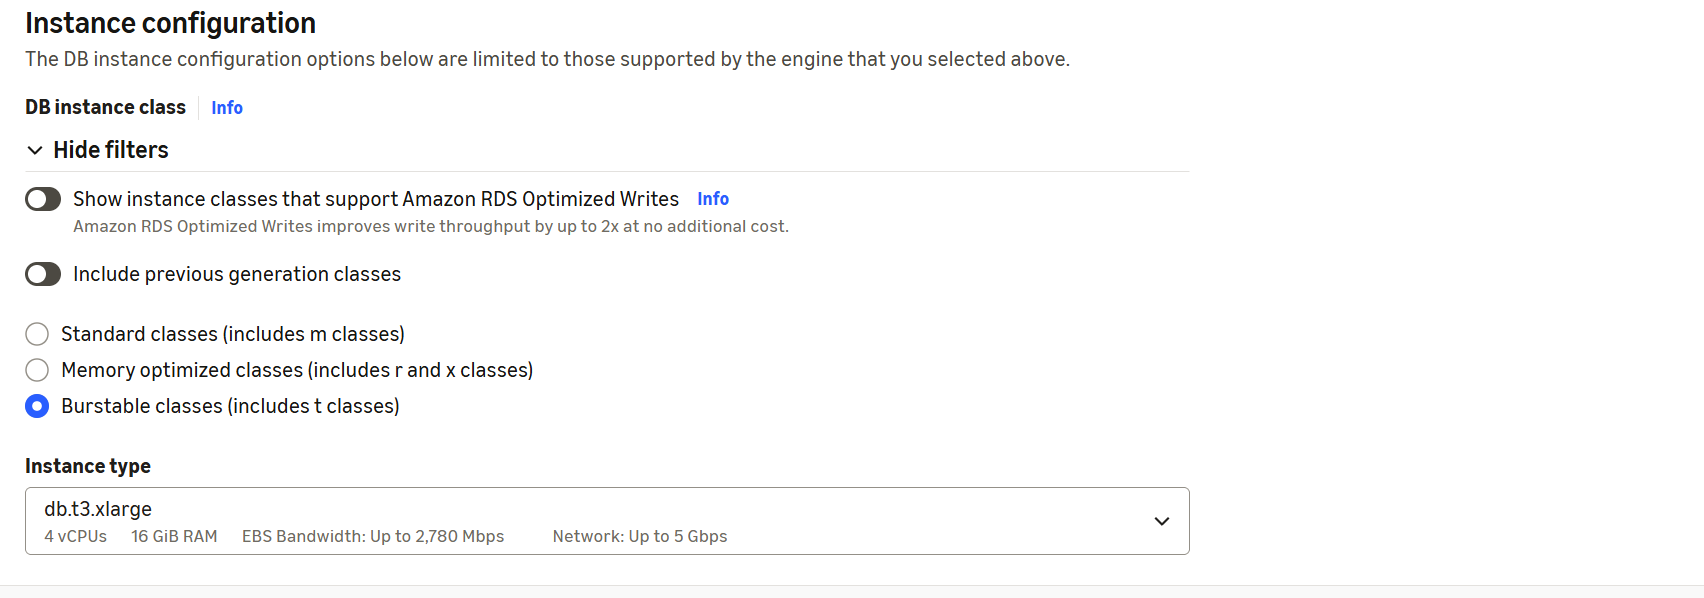 Instance configuration
The DB instance configuration options below are limited to those supported by the engine that you selected above.
DB instance class Info
Hide filters
Show instance classes that support Amazon RDS Optimized Writes Info
Amazon RDS Optimized Writes improves write throughput by up to 2x at no additional cost.
Include previous generation classes
Standard classes (includes m classes)
Memory optimized classes (includes r and x classes)
Burstable classes (includes t classes)
Instance type
db.t3.xlarge
4 vCPUs 16 GiB RAM EBS Bandwidth: Up to 2,780 Mbps Network: Up to 5 Gbps